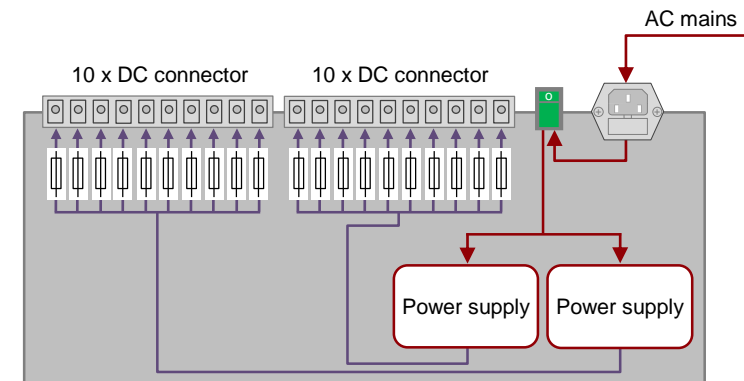 AC mains
10 x DC connector
10 x DC connector
O
Power supply
Power supply